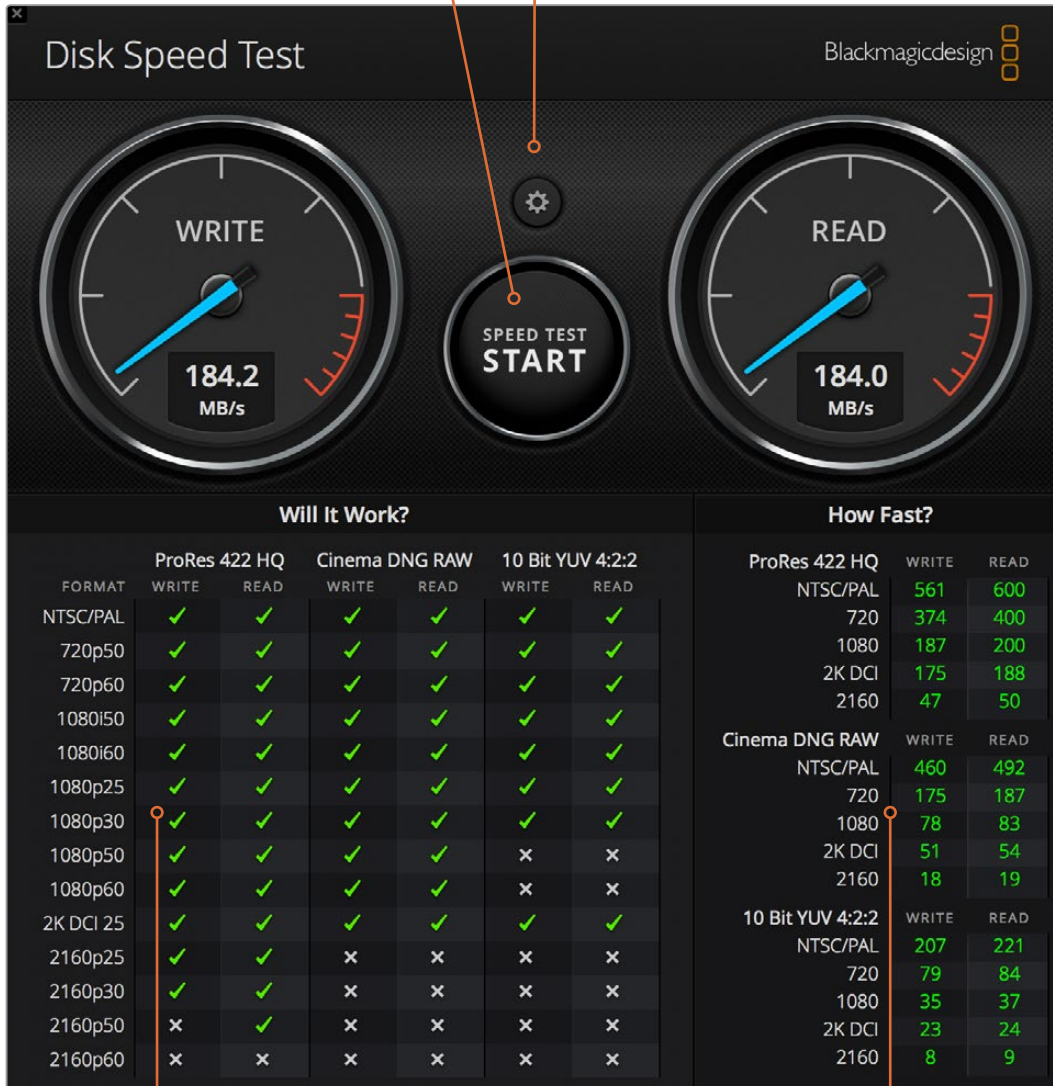 Disk Speed Test
Blackmagicdesign
WRITE
184.2
MB/s
SPEED TEST
START
READ
184.0
MB/s
Will It Work?
ProRes 422 HQ Cinema DNG RAW 10 Bit YUV 4:2:2
FORMAT WRITE READ WRITE READ WRITE READ
NTSC/PAL ✓ ✓ ✓ ✓ ✓ ✓
720p50 ✓ ✓ ✓ ✓ ✓ ✓
720p60 ✓ ✓ ✓ ✓ ✓ ✓
1080i50 ✓ ✓ ✓ ✓ ✓ ✓
1080i60 ✓ ✓ ✓ ✓ ✓ ✓
1080p25 ✓ ✓ ✓ ✓ ✓ ✓
1080p30 ✓ ✓ ✓ ✓ ✓ ✓
1080p50 ✓ ✓ ✓ ✓ × ×
1080p60 ✓ ✓ ✓ ✓ × ×
2K DCI 25 ✓ ✓ ✓ ✓ ✓ ✓
2160p25 ✓ ✓ × × × ×
2160p30 ✓ ✓ × × × ×
2160p50 × ✓ × × × ×
2160p60 × × × × × ×
How Fast?
ProRes 422 HQ WRITE READ
NTSC/PAL 561 600
720 374 400
1080 187 200
2K DCI 175 188
2160 47 50
Cinema DNG RAW WRITE READ
NTSC/PAL 460 492
720 175 187
1080 78 83
2K DCI 51 54
2160 18 19
10 Bit YUV 4:2:2 WRITE READ
NTSC/PAL 207 221
720 79 84
1080 35 37
2K DCI 23 24
2160 8 9